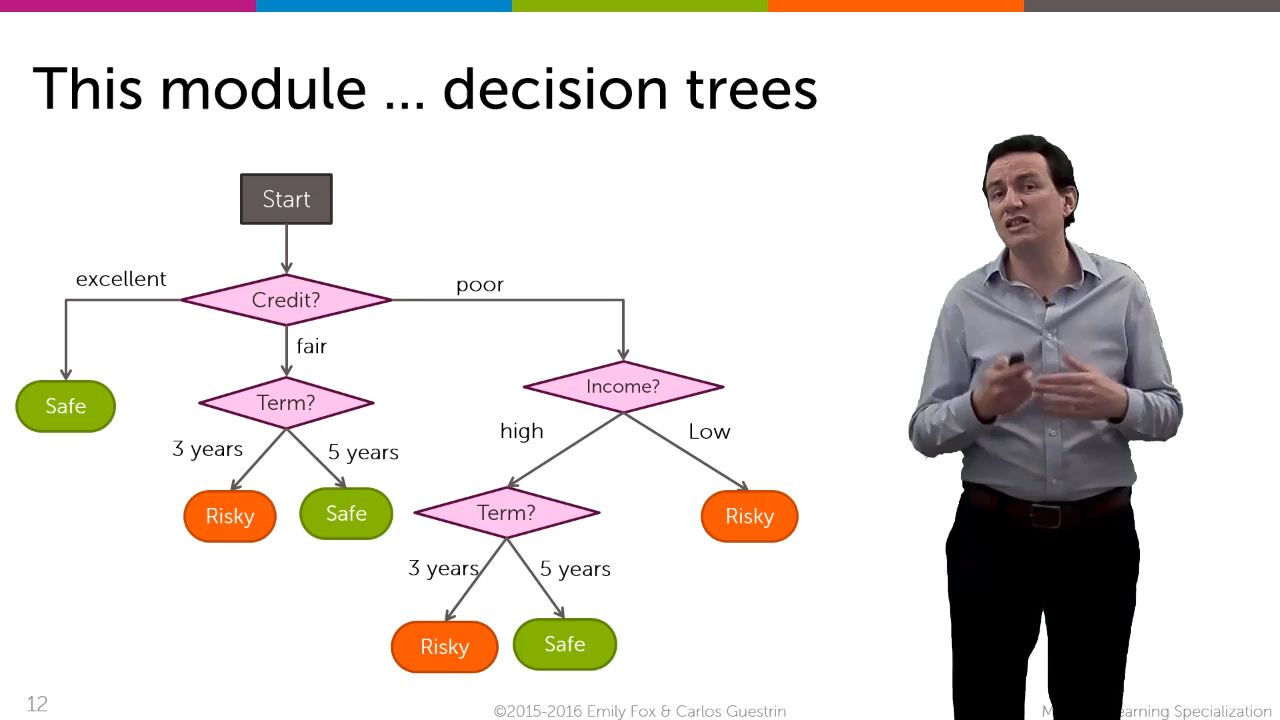 This module ... decision trees
Start
excellent
Credit?
poor
fair
Safe
Term?
Income?
3 years
5 years
high
Low
Risky
Safe
Term?
Risky
3 years
5 years
Risky
Safe
12
©2015-2016 Emily Fox & Carlos Guestrin
Specialization